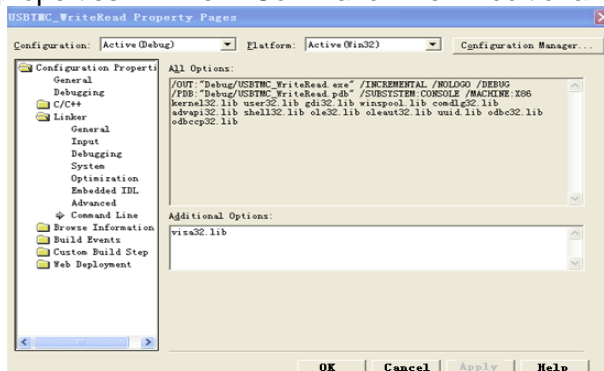 USBTMC_WriteRead Property Pages
Configuration: Active(Debug) Platform: Active(Win32) Configuration Manager...
Configuration Properti
General
Debugging
C/C++
Linker
General
Input
Debugging
System
Optimization
Embedded IDL
Advanced
Command Line
Browse Information
Build Events
Custom Build Step
Web Deployment
All Options:
/OUT:"Debug/USBTMC_WriteRead.exe" /INCREMENTAL /NOLOGO /DEBUG
/PDB:"Debug/USBTMC_WriteRead.pdb" /SUBSYSTEM:CONSOLE /MACHINE:X86
kernel32.lib user32.lib gdi32.lib winspool.lib comdlg32.lib
advapi32.lib shell32.lib ole32.lib oleaut32.lib uuid.lib odbc32.lib
odbccp32.lib
Additional Options:
visa32.lib
OK Cancel Apply Help